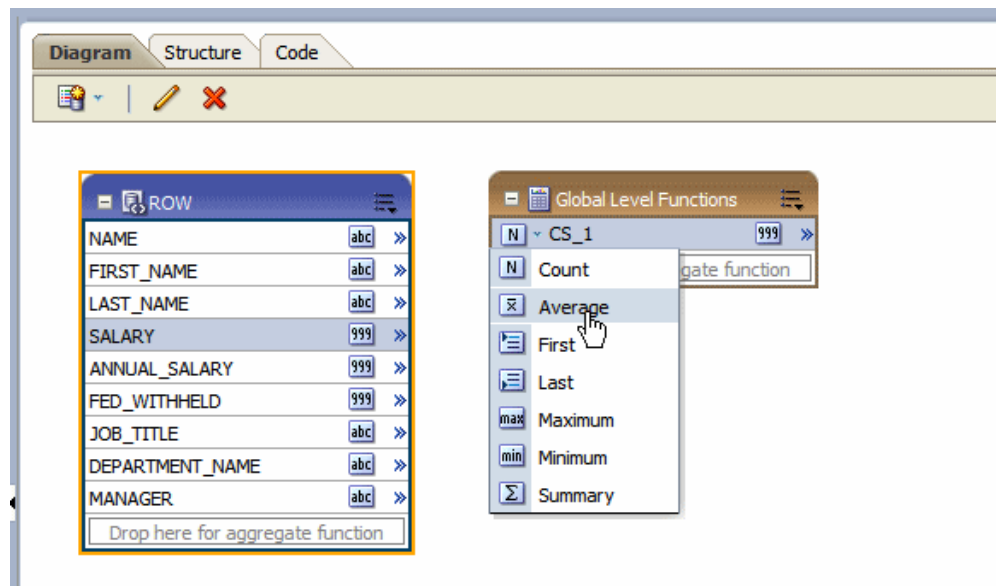 Diagram Structure Code
ROW
NAME abc
FIRST_NAME abc
LAST_NAME abc
SALARY 999
ANNUAL_SALARY 999
FED_WITHHELD 999
JOB_TITLE abc
DEPARTMENT_NAME abc
MANAGER abc
Drop here for aggregate function
Global Level Functions
N CS_1 999
gate function
N Count
x̄ Average
First
Last
max Maximum
min Minimum
Σ Summary